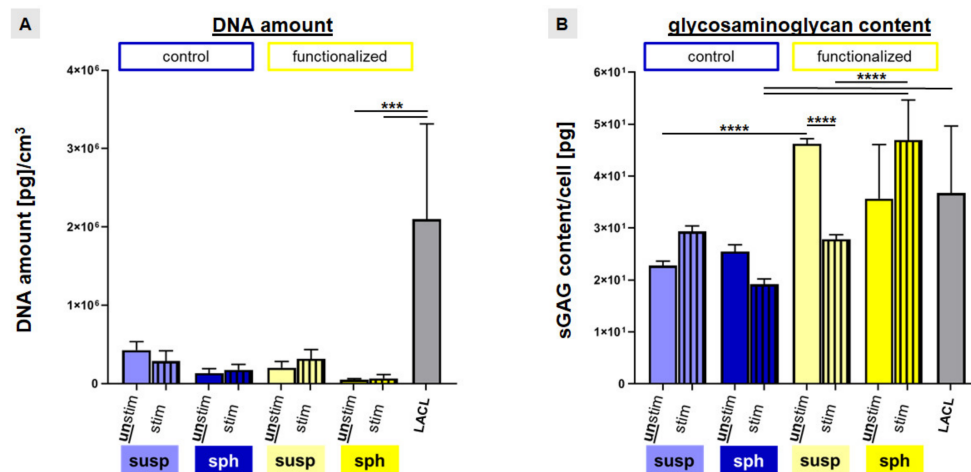 A
DNA amount
control
functionalized
DNA amount [pg]/cm³
4×10⁶
3×10⁶
2×10⁶
1×10⁶
0
***
unstim
stim
unstim
stim
unstim
stim
unstim
stim
LACL
susp
sph
susp
sph
B
glycosaminoglycan content
control
functionalized
sGAG content/cell [pg]
6×10¹
5×10¹
4×10¹
3×10¹
2×10¹
1×10¹
0
****
****
****
unstim
stim
unstim
stim
unstim
stim
unstim
stim
LACL
susp
sph
susp
sph